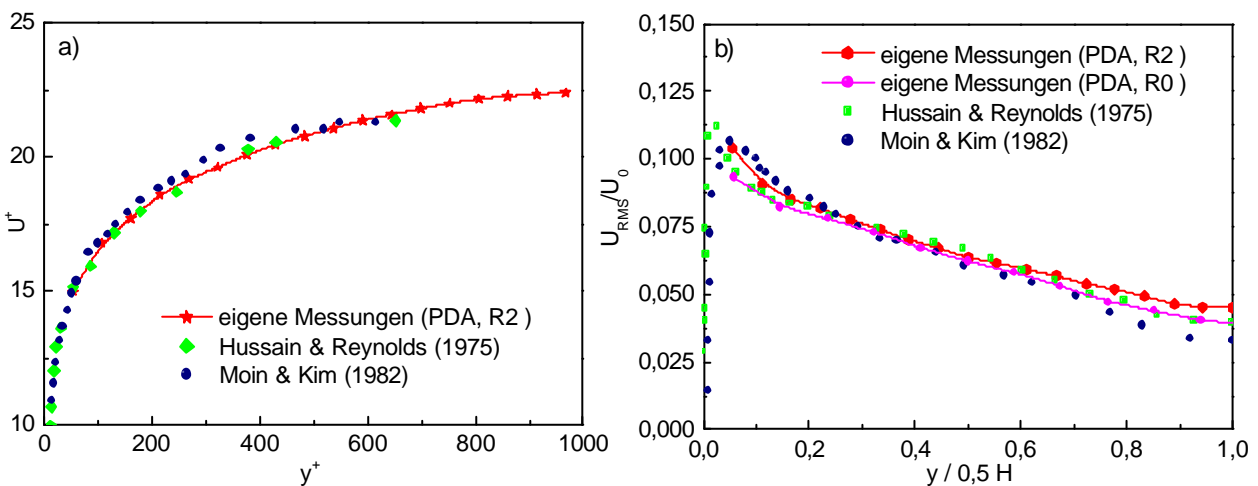 a)
25
20
15
10
U+
0
200
400
600
800
1000
y+
eigene Messungen (PDA, R2 )
Hussain & Reynolds (1975)
Moin & Kim (1982)
b)
0,150
0,125
0,100
0,075
0,050
0,025
0,000
U_RMS/U_0
0,0
0,2
0,4
0,6
0,8
1,0
y / 0,5 H
eigene Messungen (PDA, R2 )
eigene Messungen (PDA, R0 )
Hussain & Reynolds (1975)
Moin & Kim (1982)